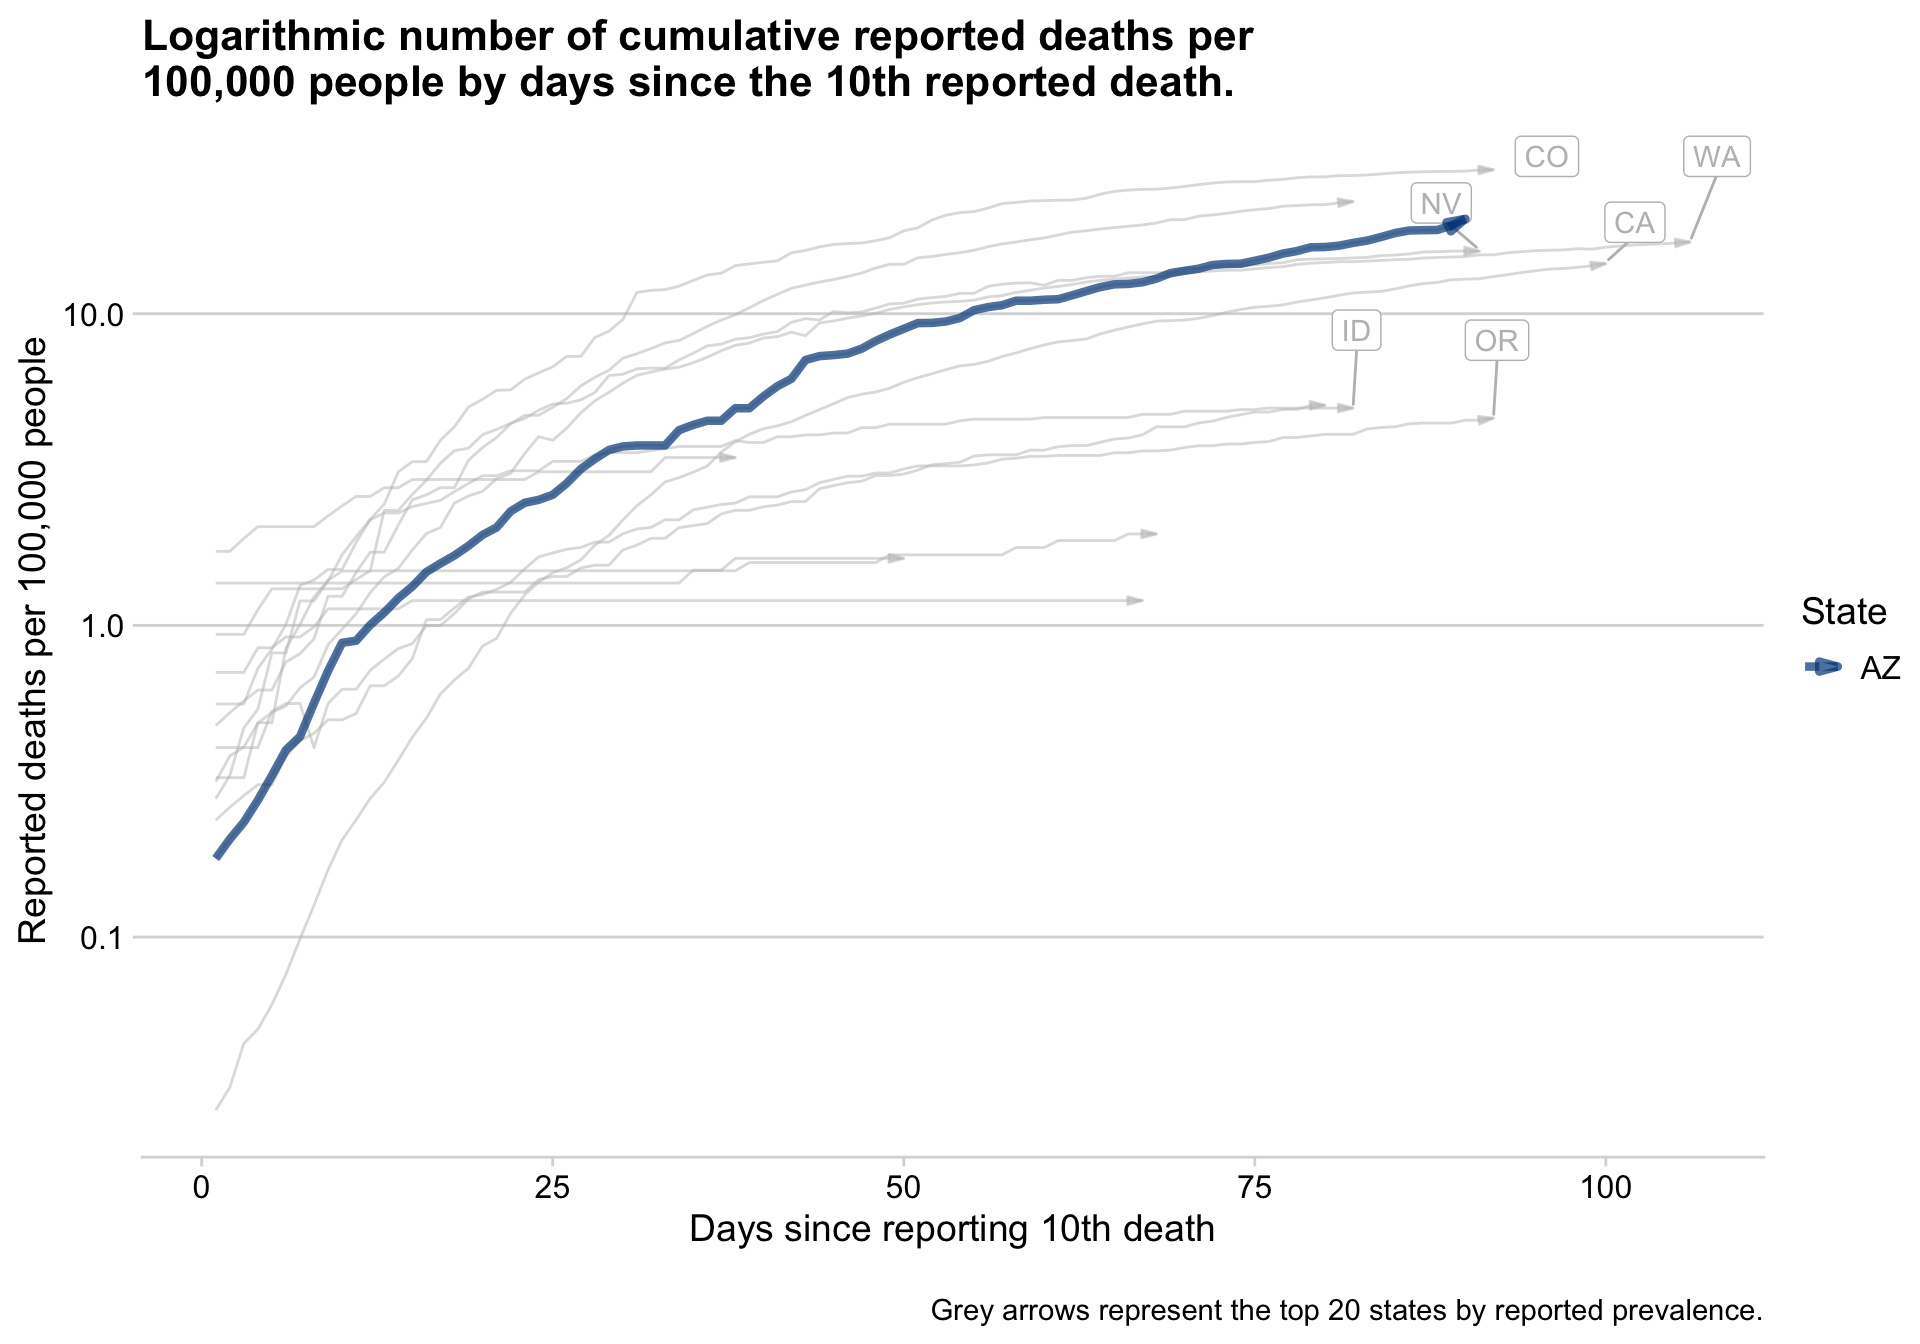 Logarithmic number of cumulative reported deaths per
100,000 people by days since the 10th reported death.
CO
WA
NV
CA
ID
OR
10.0
1.0
0.1
Reported deaths per 100,000 people
State
AZ
0
25
50
75
100
Days since reporting 10th death
Grey arrows represent the top 20 states by reported prevalence.